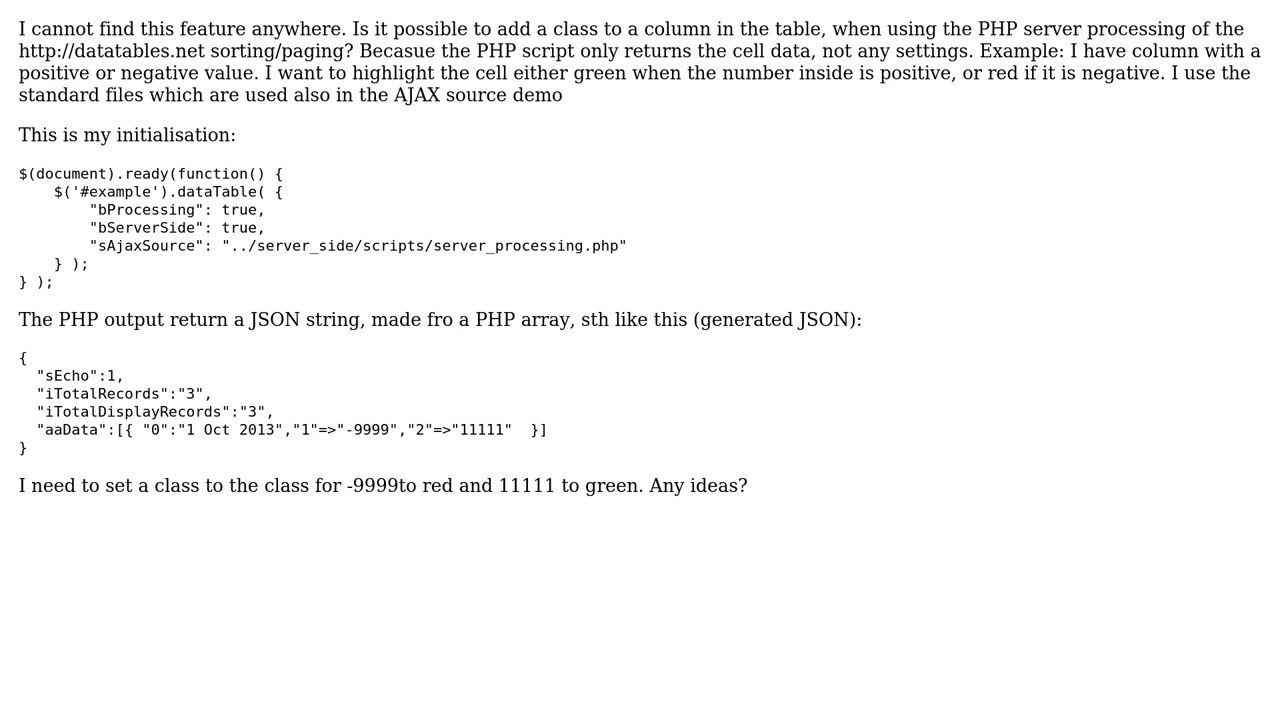 I cannot find this feature anywhere. Is it possible to add a class to a column in the table, when using the PHP server processing of the
http://datatables.net sorting/paging? Becasue the PHP script only returns the cell data, not any settings. Example: I have column with a
positive or negative value. I want to highlight the cell either green when the number inside is positive, or red if it is negative. I use the
standard files which are used also in the AJAX source demo
This is my initialisation:
$(document).ready(function() {
    $('#example').dataTable( {
        "bProcessing": true,
        "bServerSide": true,
        "sAjaxSource": "../server_side/scripts/server_processing.php"
    } );
} );
The PHP output return a JSON string, made fro a PHP array, sth like this (generated JSON):
{
  "sEcho":1,
  "iTotalRecords":"3",
  "iTotalDisplayRecords":"3",
  "aaData":[{ "0":"1 Oct 2013","1"=>"-9999","2"=>"11111"  }]
}
I need to set a class to the class for -9999to red and 11111 to green. Any ideas?